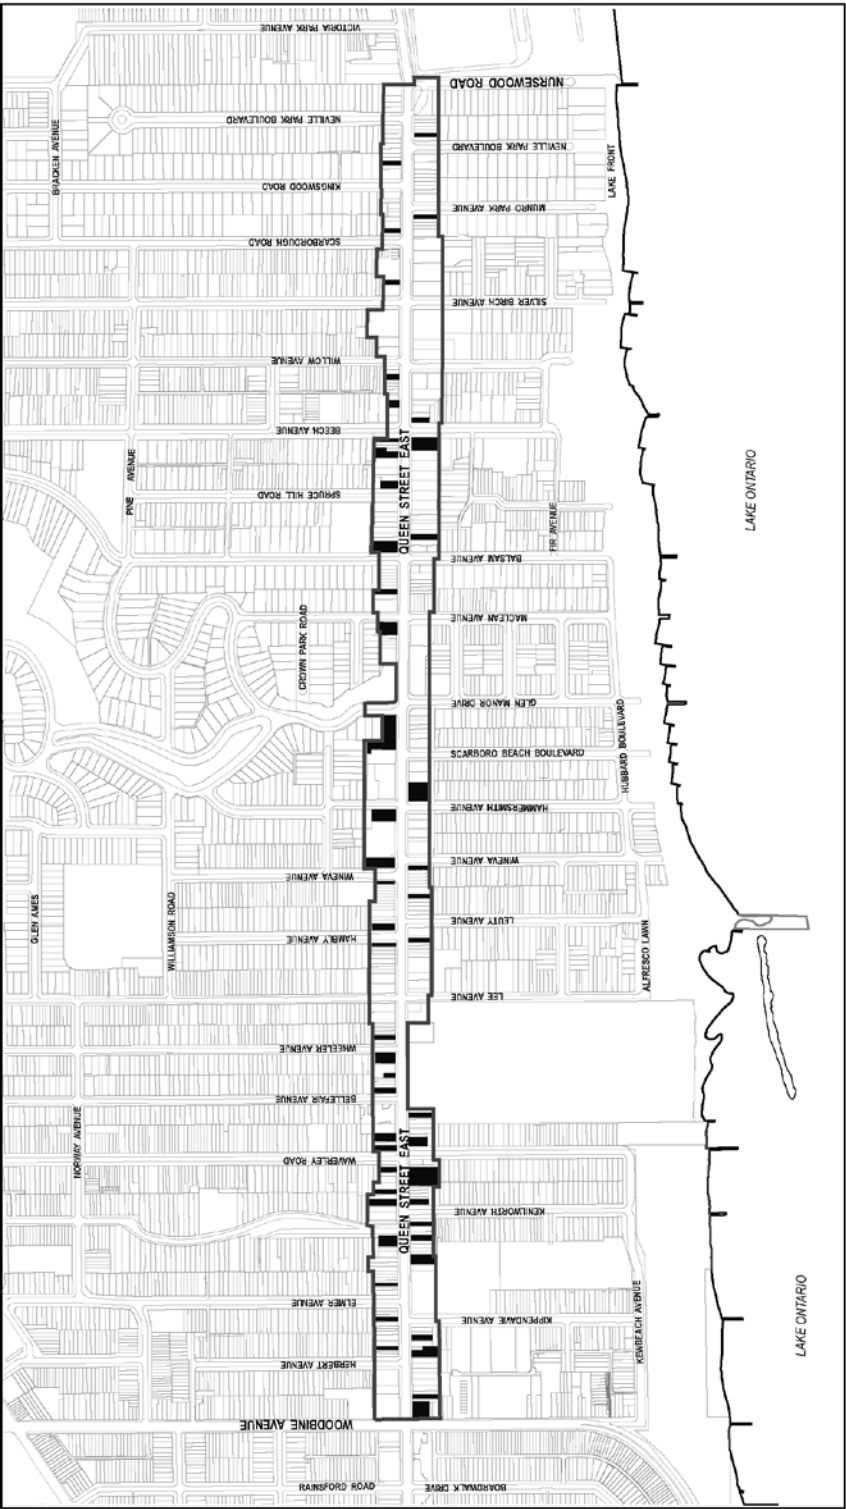 VICTORIA PARK AVENUE
NURSEWOOD ROAD
NEVILLE PARK BOULEVARD
NEVILLE PARK BOULEVARD
BRACKEN AVENUE
LAKE FRONT
KINGSWOOD ROAD
MUNRO PARK AVENUE
SCARBOROUGH ROAD
SILVER BIRCH AVENUE
WILLOW AVENUE
BEECH AVENUE
QUEEN STREET EAST
PINE AVENUE
SPRUCE HILL ROAD
LAKE ONTARIO
FIR AVENUE
BALSAM AVENUE
MACLEAN AVENUE
CROWN PARK ROAD
GLEN MANOR DRIVE
HUBBARD BOULEVARD
SCARBORO BEACH BOULEVARD
HAMMERSMITH AVENUE
WINEVA AVENUE
WINEVA AVENUE
GLEN AMES
WILLIAMSON ROAD
LEUTY AVENUE
HAMBLY AVENUE
ALFRESCO LAWN
LEE AVENUE
WHEELER AVENUE
BELLEFAIR AVENUE
NORWAY AVENUE
WAVERLEY ROAD
QUEEN STREET EAST
KENILWORTH AVENUE
ELMER AVENUE
KIPPENDAVIE AVENUE
KEWBEACH AVENUE
LAKE ONTARIO
HERBERT AVENUE
WOODBINE AVENUE
RAINSFORD ROAD
BOARDWALK DRIVE